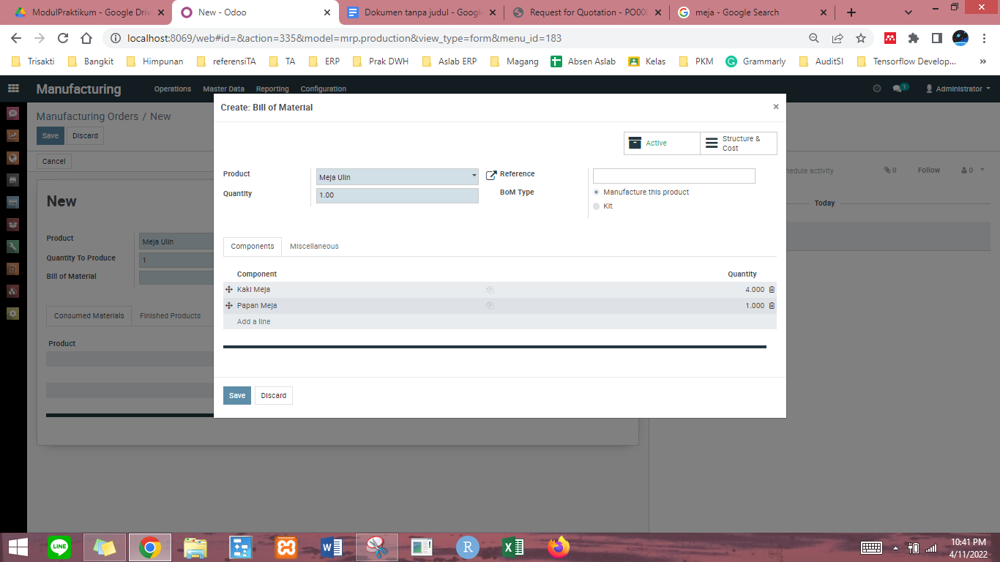 ModulPraktikum - Google Driv
New - Odoo
Dokumen tanpa judul - Google
Request for Quotation - PO000
meja - Google Search
localhost:8069/web#id=&action=335&model=mrp.production&view_type=form&menu_id=183
Trisakti
Bangkit
Himpunan
referensiTA
TA
ERP
Prak DWH
Aslab ERP
Magang
Absen Aslab
Kelas
PKM
Grammarly
AuditSI
Tensorflow Develop...
»
Manufacturing
Operations
Master Data
Reporting
Configuration
1
Administrator
Manufacturing Orders / New
Save
Discard
Cancel
hedule activity
0
Follow
0
New
Today
Product
Meja Ulin
Quantity To Produce
1
Bill of Material
Consumed Materials
Finished Products
Product
Create: Bill of Material
×
Active
Structure &
Cost
Product
Meja Ulin
Reference
Quantity
1.00
BoM Type
Manufacture this product
Kit
Components
Miscellaneous
Component
Quantity
Kaki Meja
4.000
Papan Meja
1.000
Add a line
Save
Discard
LINE
R
10:41 PM
4/11/2022